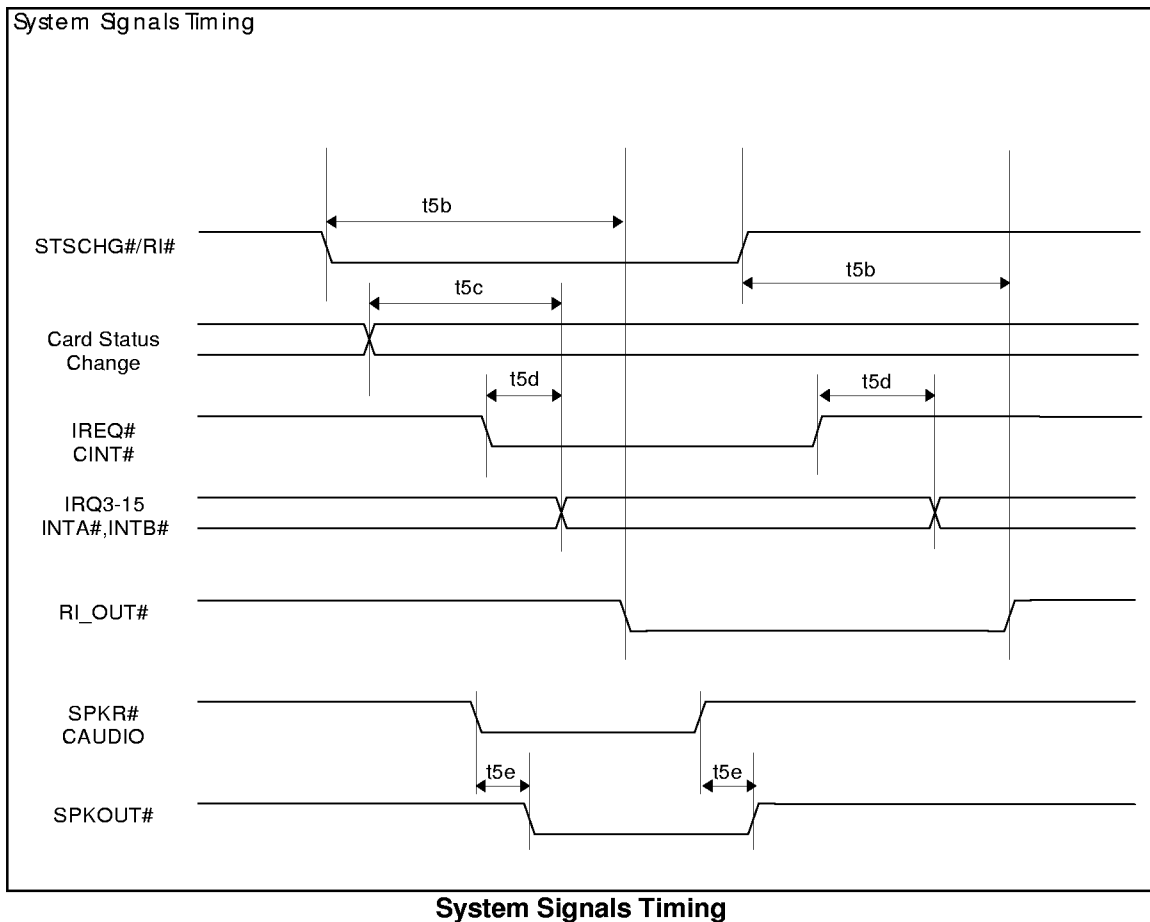 System Signals Timing
t5b
STSCHG#/RI#
t5b
t5c
Card Status
Change
t5d
t5d
IREQ#
CINT#
IRQ3-15
INTA#,INTB#
RI_OUT#
SPKR#
CAUDIO
t5e
t5e
SPKOUT#
System Signals Timing